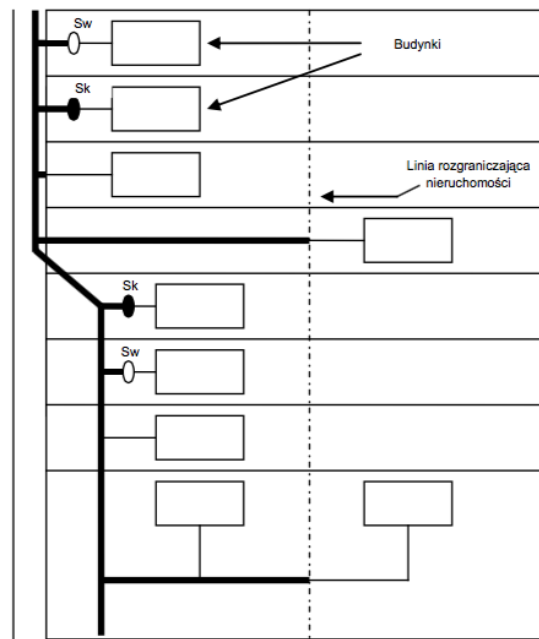 Sw
Budynki
Sk
Linia rozgraniczająca
nieruchomości
Sk
Sw